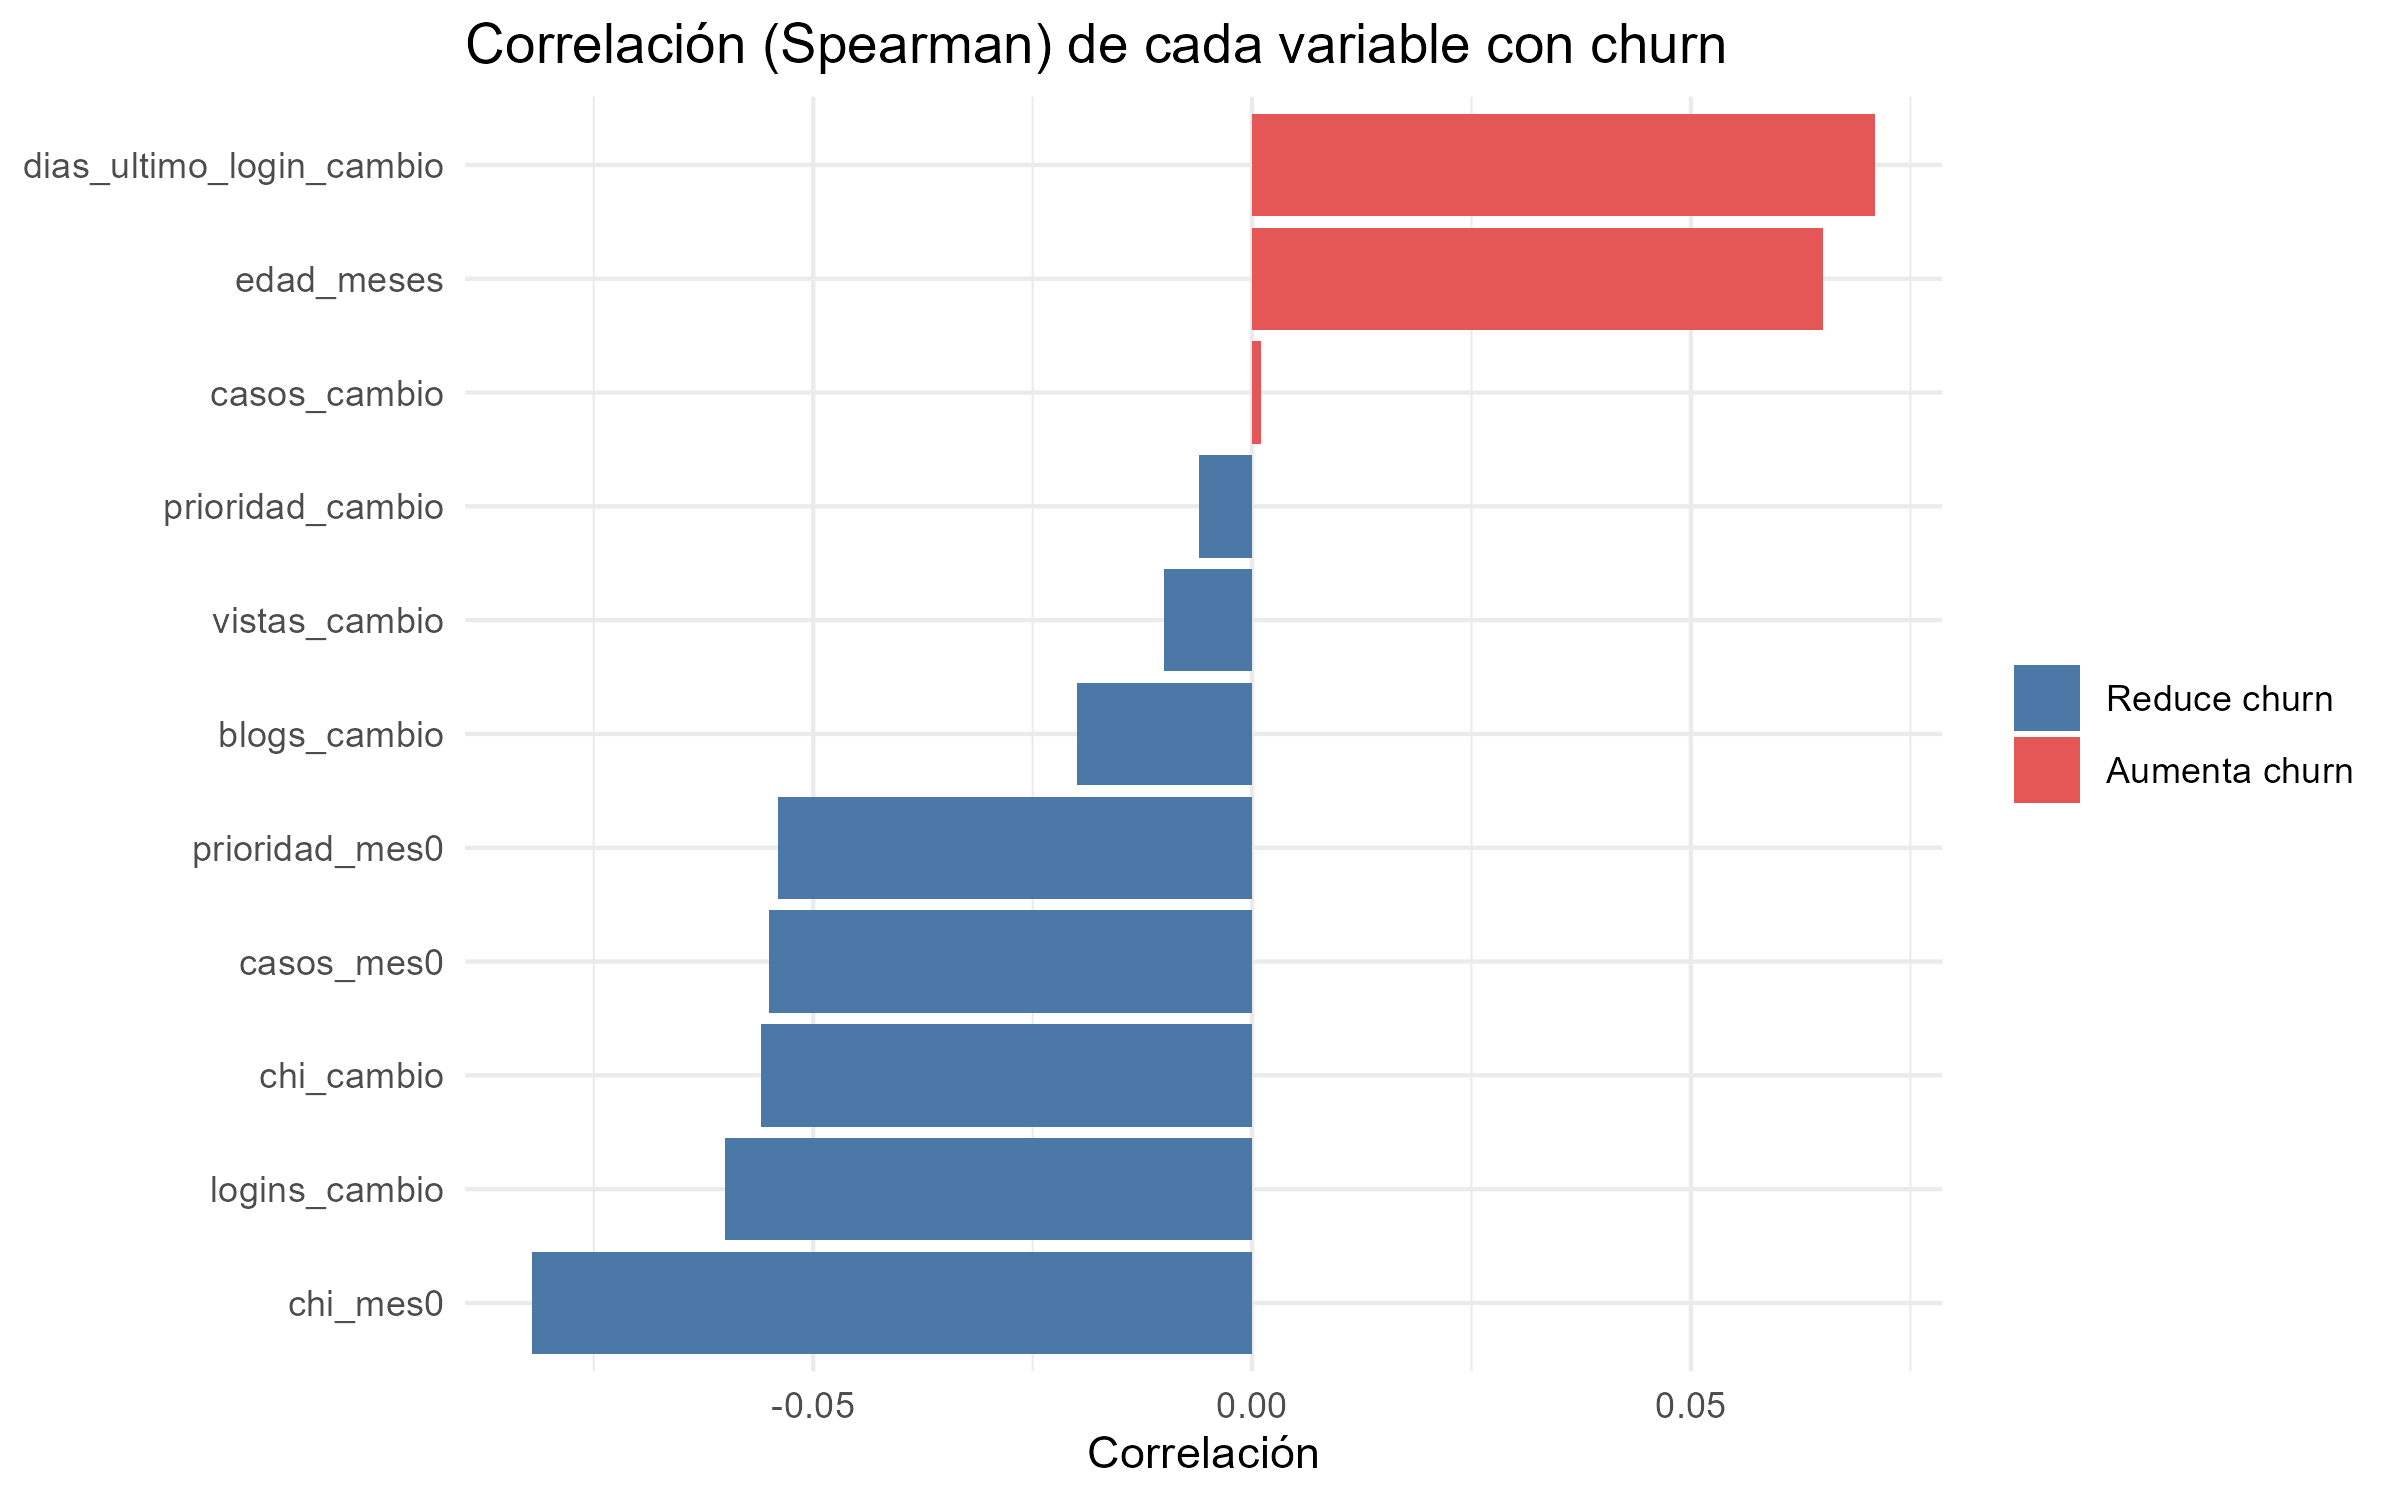 Correlación (Spearman) de cada variable con churn
dias_ultimo_login_cambio
edad_meses
casos_cambio
prioridad_cambio
vistas_cambio
blogs_cambio
prioridad_mes0
casos_mes0
chi_cambio
logins_cambio
chi_mes0
-0.05
0.00
0.05
Correlación
Reduce churn
Aumenta churn